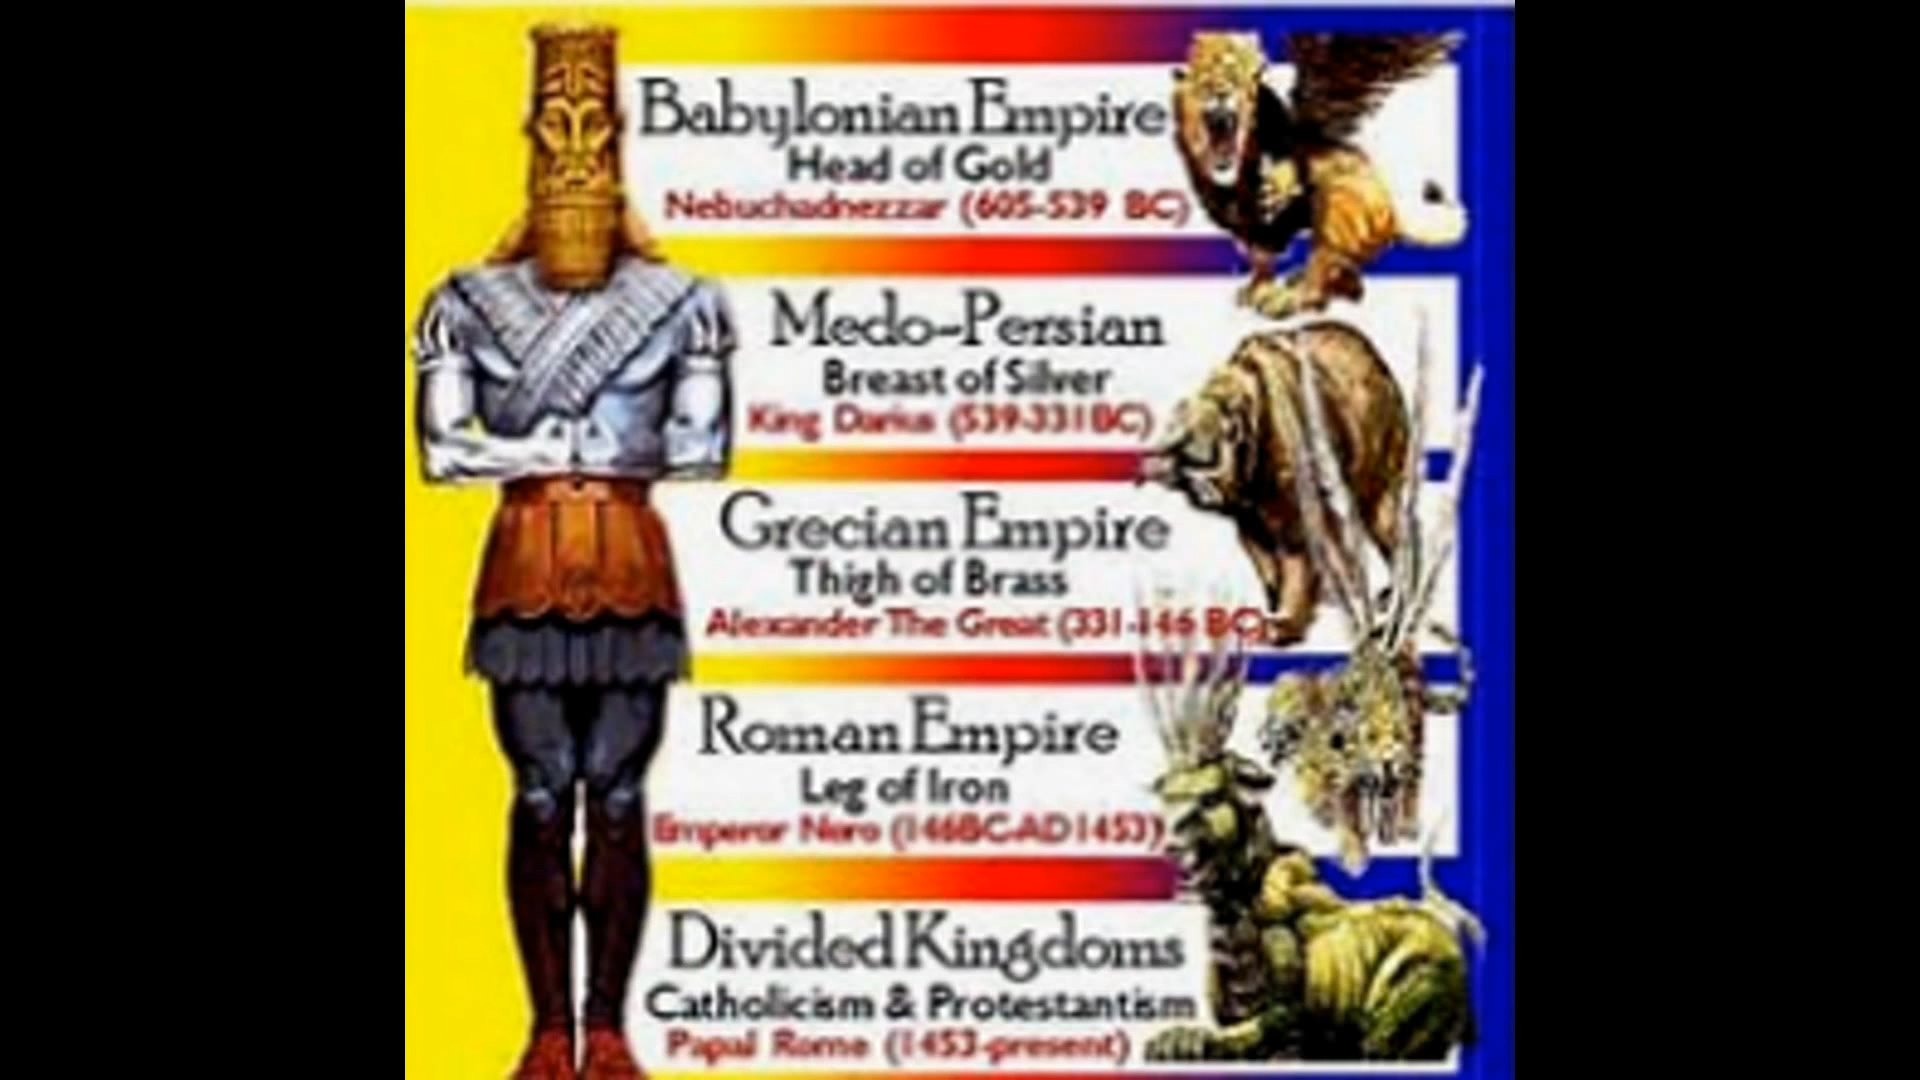 Babylonian Empire
Head of Gold
Nebuchadnezzar (605-539 BC)
Medo-Persian
Breast of Silver
King Darius (539-331BC)
Grecian Empire
Thigh of Brass
Alexander The Great (331-146 BC)
Roman Empire
Leg of Iron
Emperor Nero (146BC-AD1453)
Divided Kingdoms
Catholicism & Protestantism
Papal Rome (1453-present)